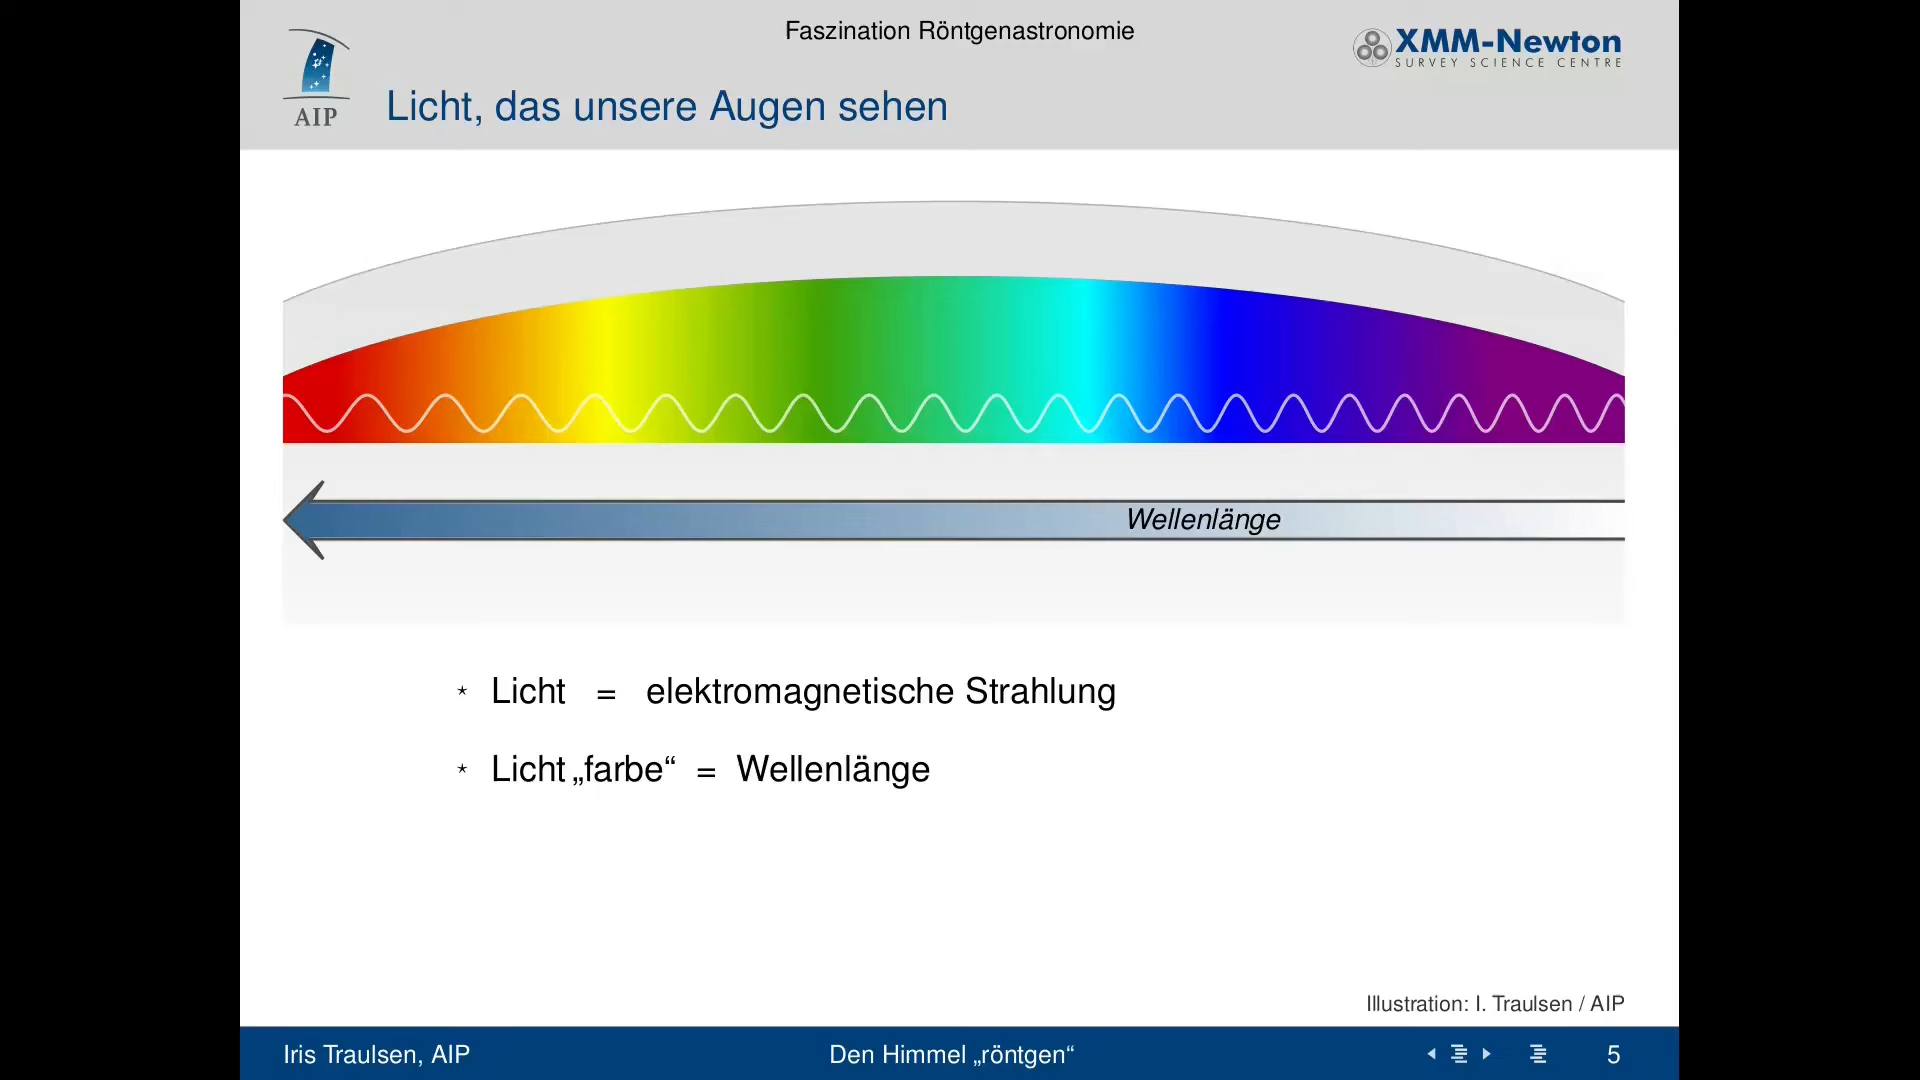 Faszination Röntgenastronomie
XMM-Newton
SURVEY SCIENCE CENTRE
AIP
Licht, das unsere Augen sehen
Wellenlänge
* Licht = elektromagnetische Strahlung
* Licht „farbe“ = Wellenlänge
Illustration: I. Traulsen / AIP
Iris Traulsen, AIP
Den Himmel „röntgen“
5